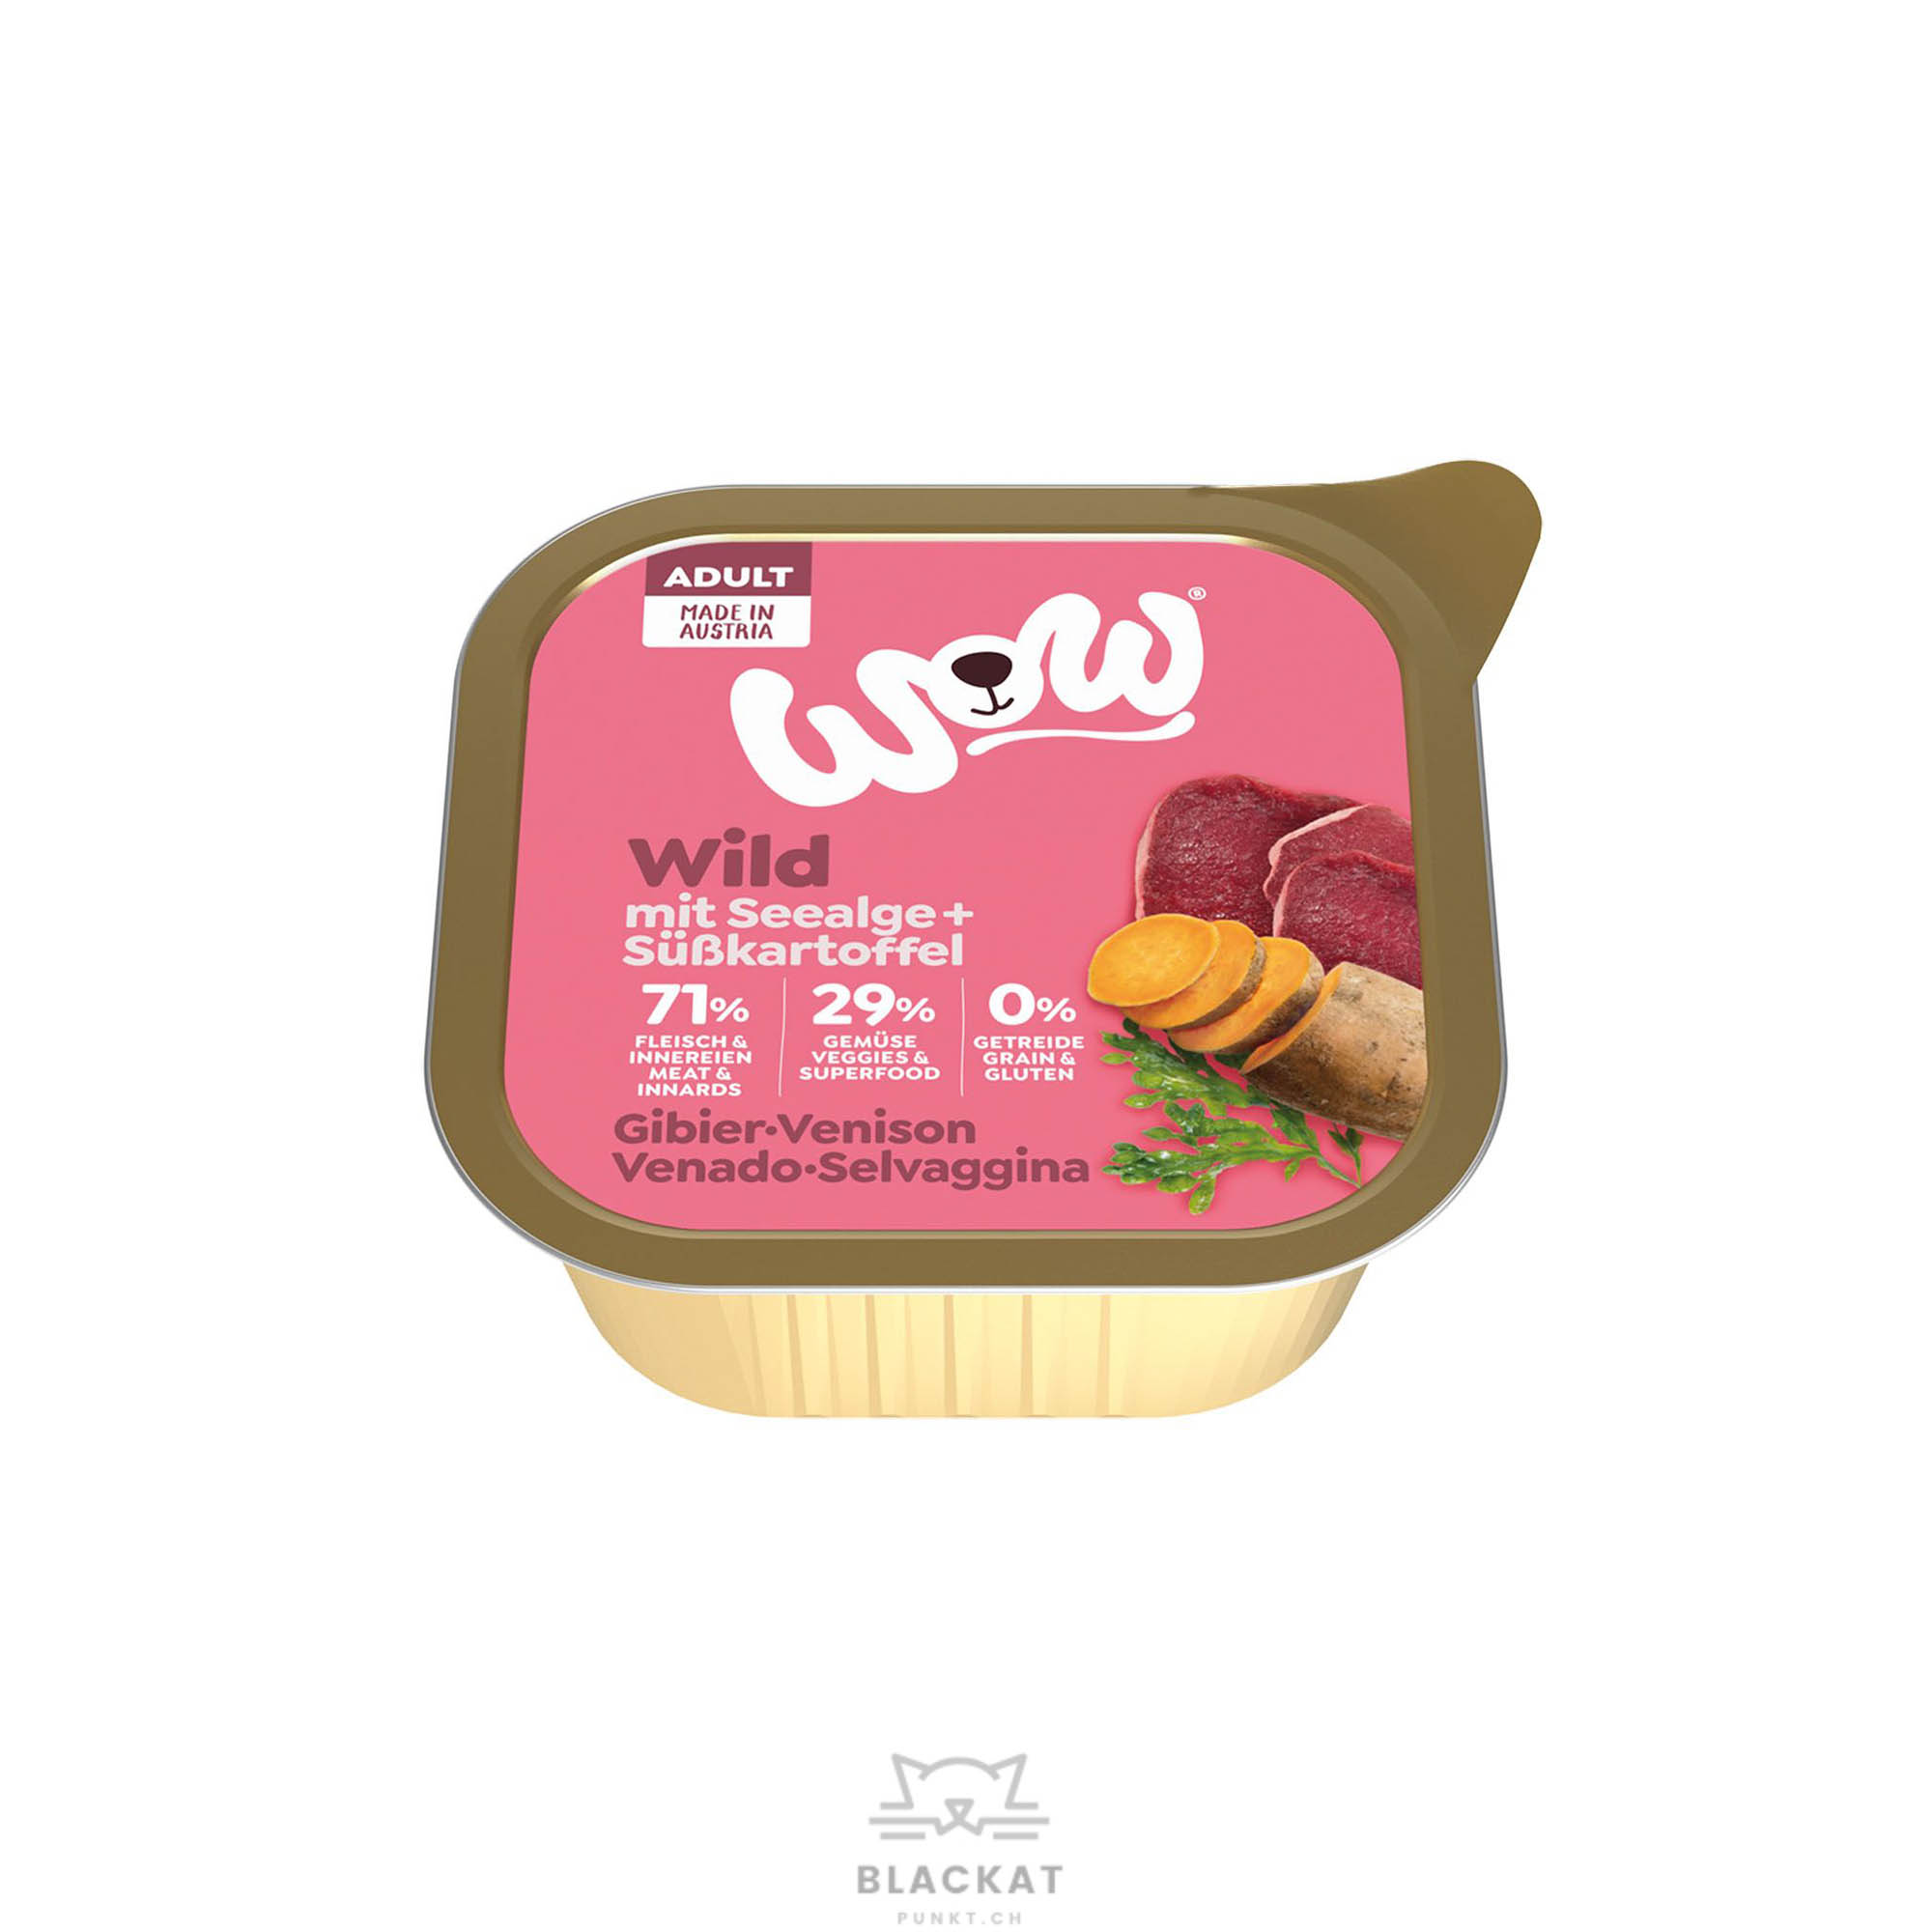 ADULT
MADE IN
AUSTRIA
WOW®
Wild
mit Seealge+
Süßkartoffel
71%
FLEISCH &
INNEREIEN
MEAT &
INNARDS
29%
GEMÜSE
VEGGIES &
SUPERFOOD
0%
GETREIDE
GRAIN &
GLUTEN
Gibier•Venison
Venado•Selvaggina
BLACKAT
PUNKT.CH